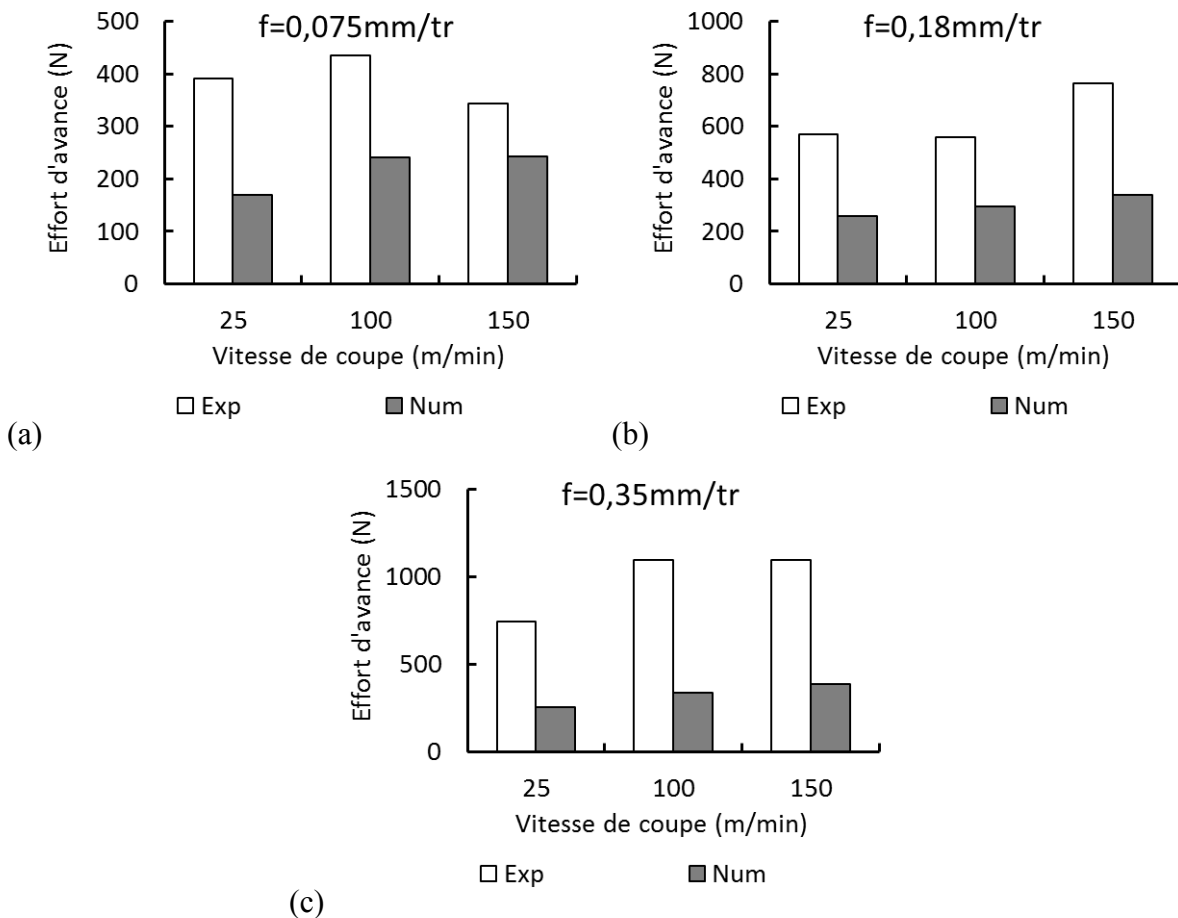 f=0,075mm/tr
Effort d'avance (N)
500
400
300
200
100
0
25 100 150
Vitesse de coupe (m/min)
Exp Num
(a)
f=0,18mm/tr
Effort d'avance (N)
1000
800
600
400
200
0
25 100 150
Vitesse de coupe (m/min)
Exp Num
(b)
f=0,35mm/tr
Effort d'avance (N)
1500
1000
500
0
25 100 150
Vitesse de coupe (m/min)
Exp Num
(c)